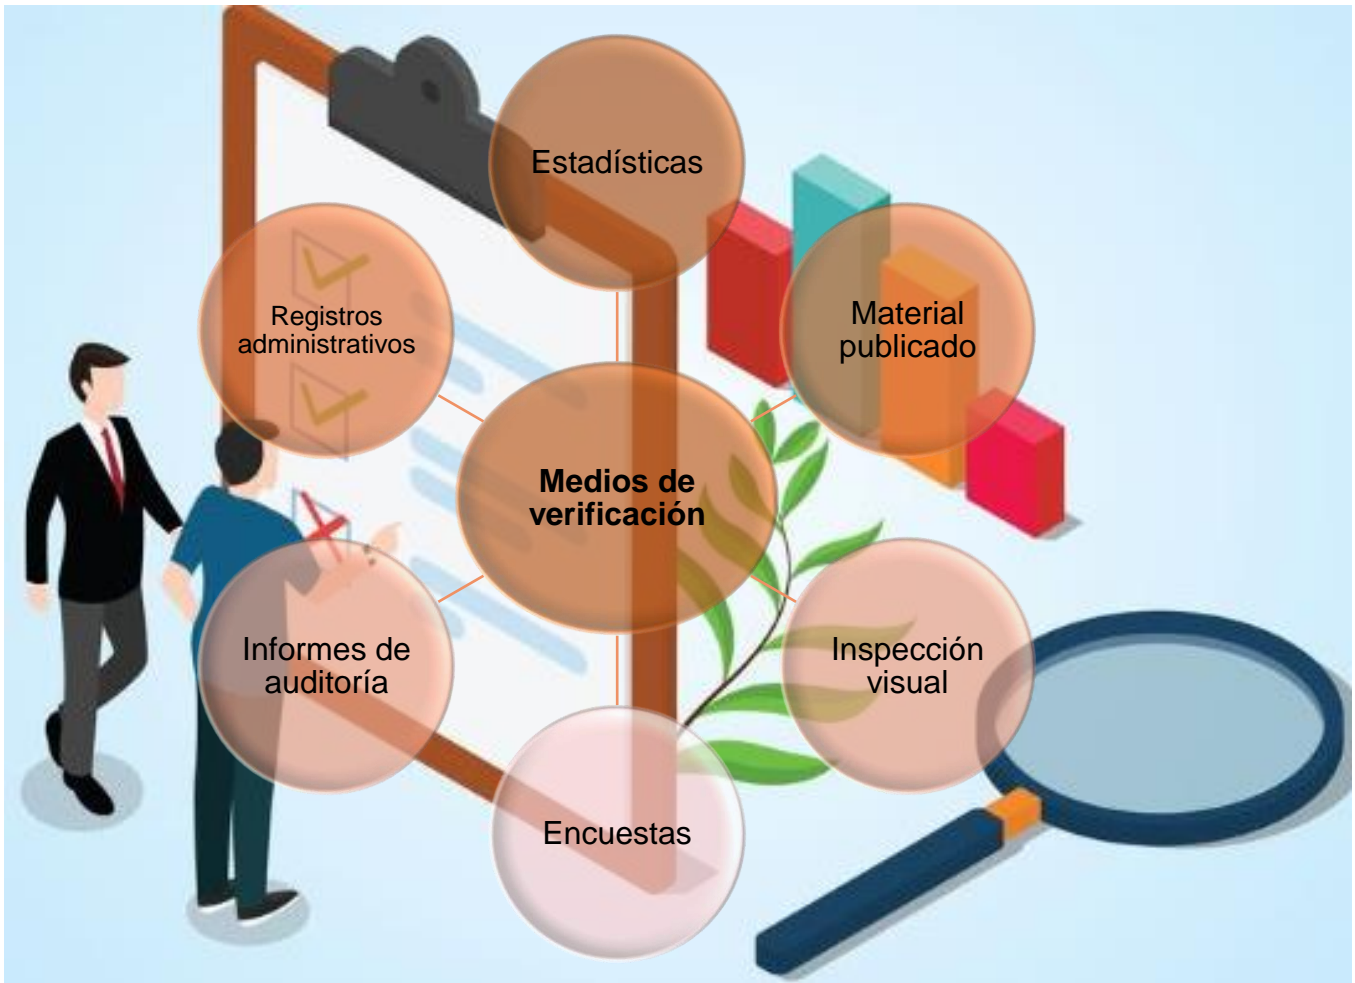 Estadísticas
Registros
administrativos
Material
publicado
Medios de
verificación
Informes de
auditoría
Inspección
visual
Encuestas